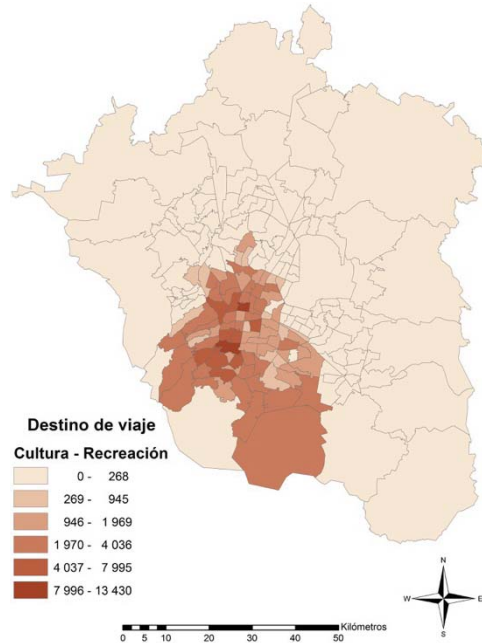 Destino de viaje
Cultura - Recreación
0 - 268
269 - 945
946 - 1 969
1 970 - 4 036
4 037 - 7 995
7 996 - 13 430
N
W E
S
Kilómetros
0 5 10 20 30 40 50